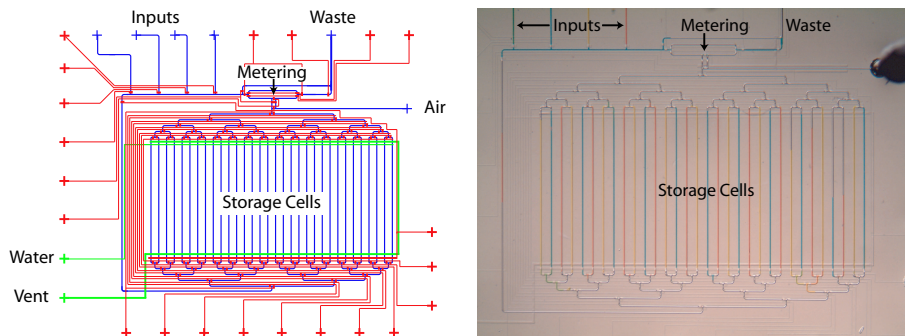 Inputs
Waste
Metering
Air
Storage Cells
Water
Vent
Inputs
Waste
Metering
Storage Cells